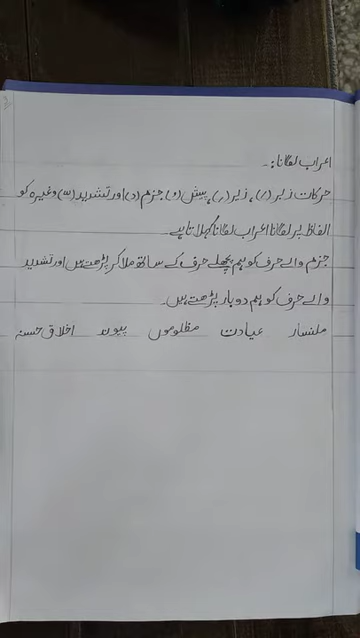 اعراب لگانا:۔
حرکات زبر (َ)، زیر (ِ)، پیش (ُ)، جزم (ْ) اور تشدید (ّ) وغیرہ کو
الفاظ پر لگانا اعراب لگانا کہلاتا ہے۔
جزم والے حرف کو ہم پچھلے حرف کے ساتھ ملا کر پڑھتے ہیں اور تشدید
والے حرف کو ہم دو بار پڑھتے ہیں۔
ملنسار عیادت مظلوموں پیوند اخلاق حسنہ